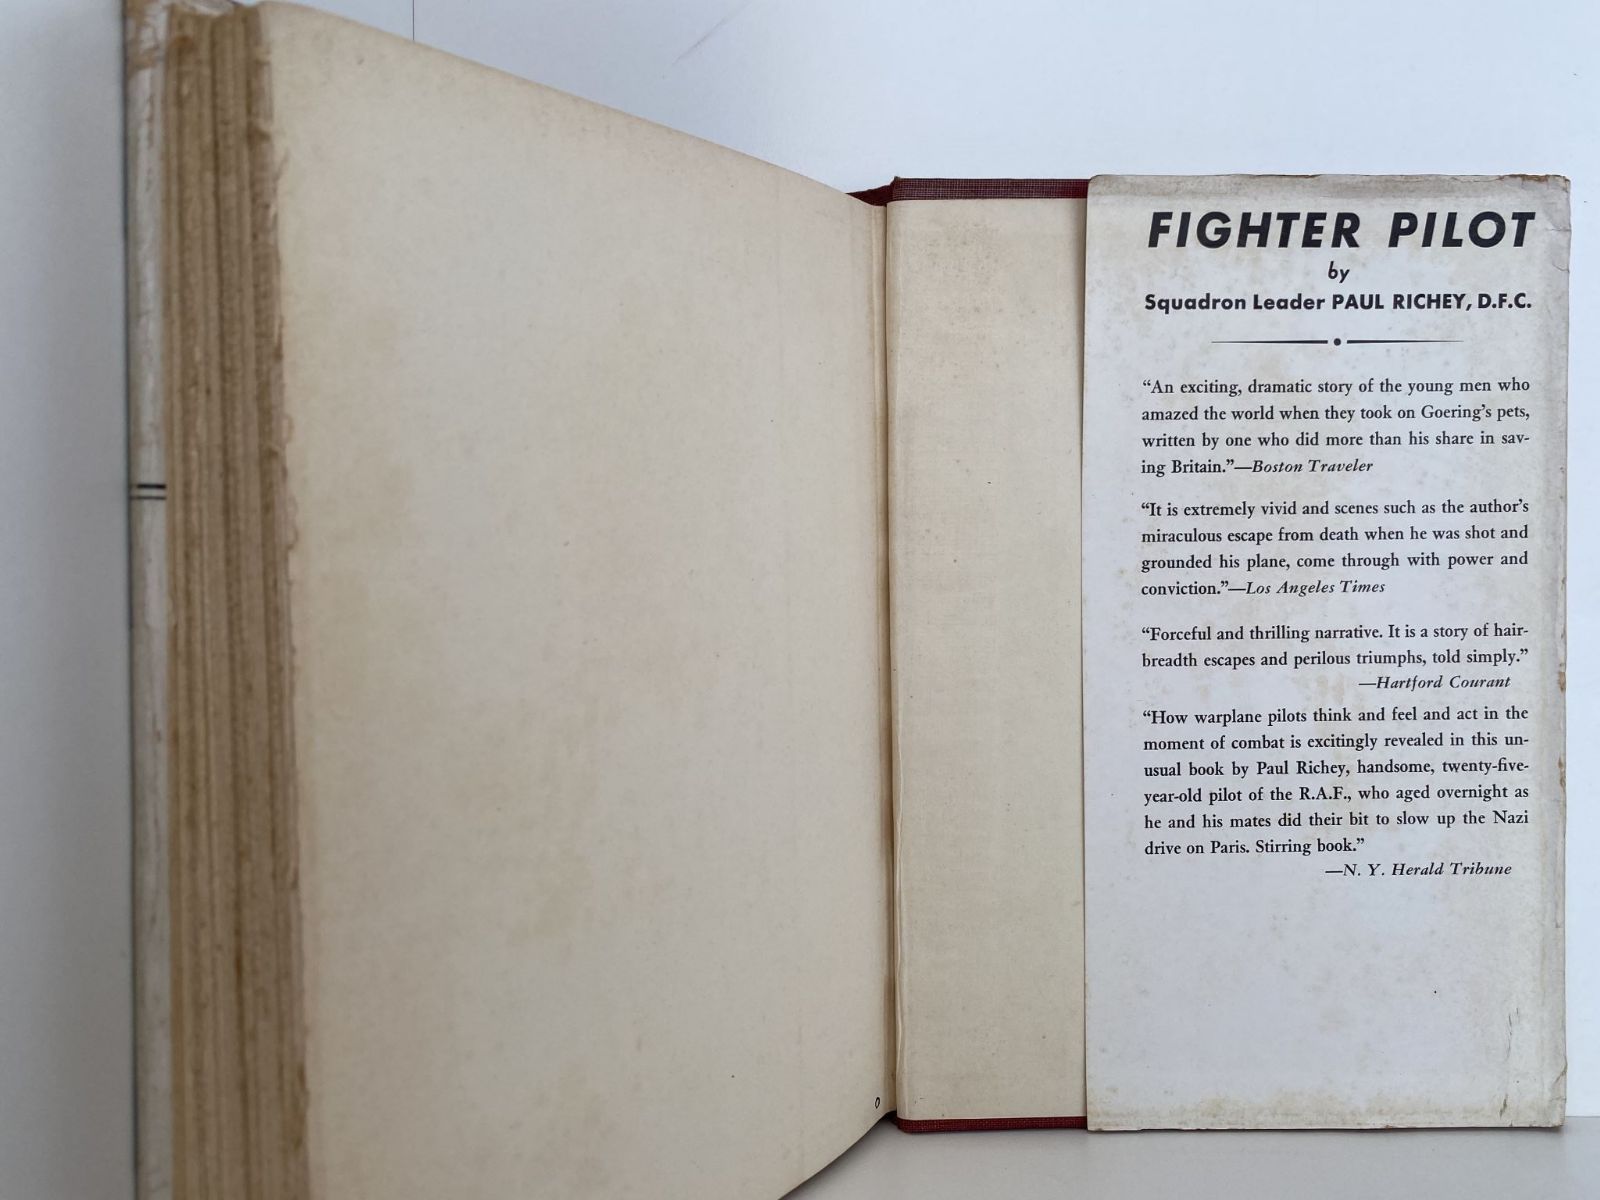 FIGHTER PILOT
by
Squadron Leader PAUL RICHEY, D.F.C.
“An exciting, dramatic story of the young men who
amazed the world when they took on Goering’s pets,
written by one who did more than his share in sav-
ing Britain.”—Boston Traveler
“It is extremely vivid and scenes such as the author’s
miraculous escape from death when he was shot and
grounded his plane, come through with power and
conviction.”—Los Angeles Times
“Forceful and thrilling narrative. It is a story of hair-
breadth escapes and perilous triumphs, told simply.”
—Hartford Courant
“How warplane pilots think and feel and act in the
moment of combat is excitingly revealed in this un-
usual book by Paul Richey, handsome, twenty-five-
year-old pilot of the R.A.F., who aged overnight as
he and his mates did their bit to slow up the Nazi
drive on Paris. Stirring book.”
—N. Y. Herald Tribune